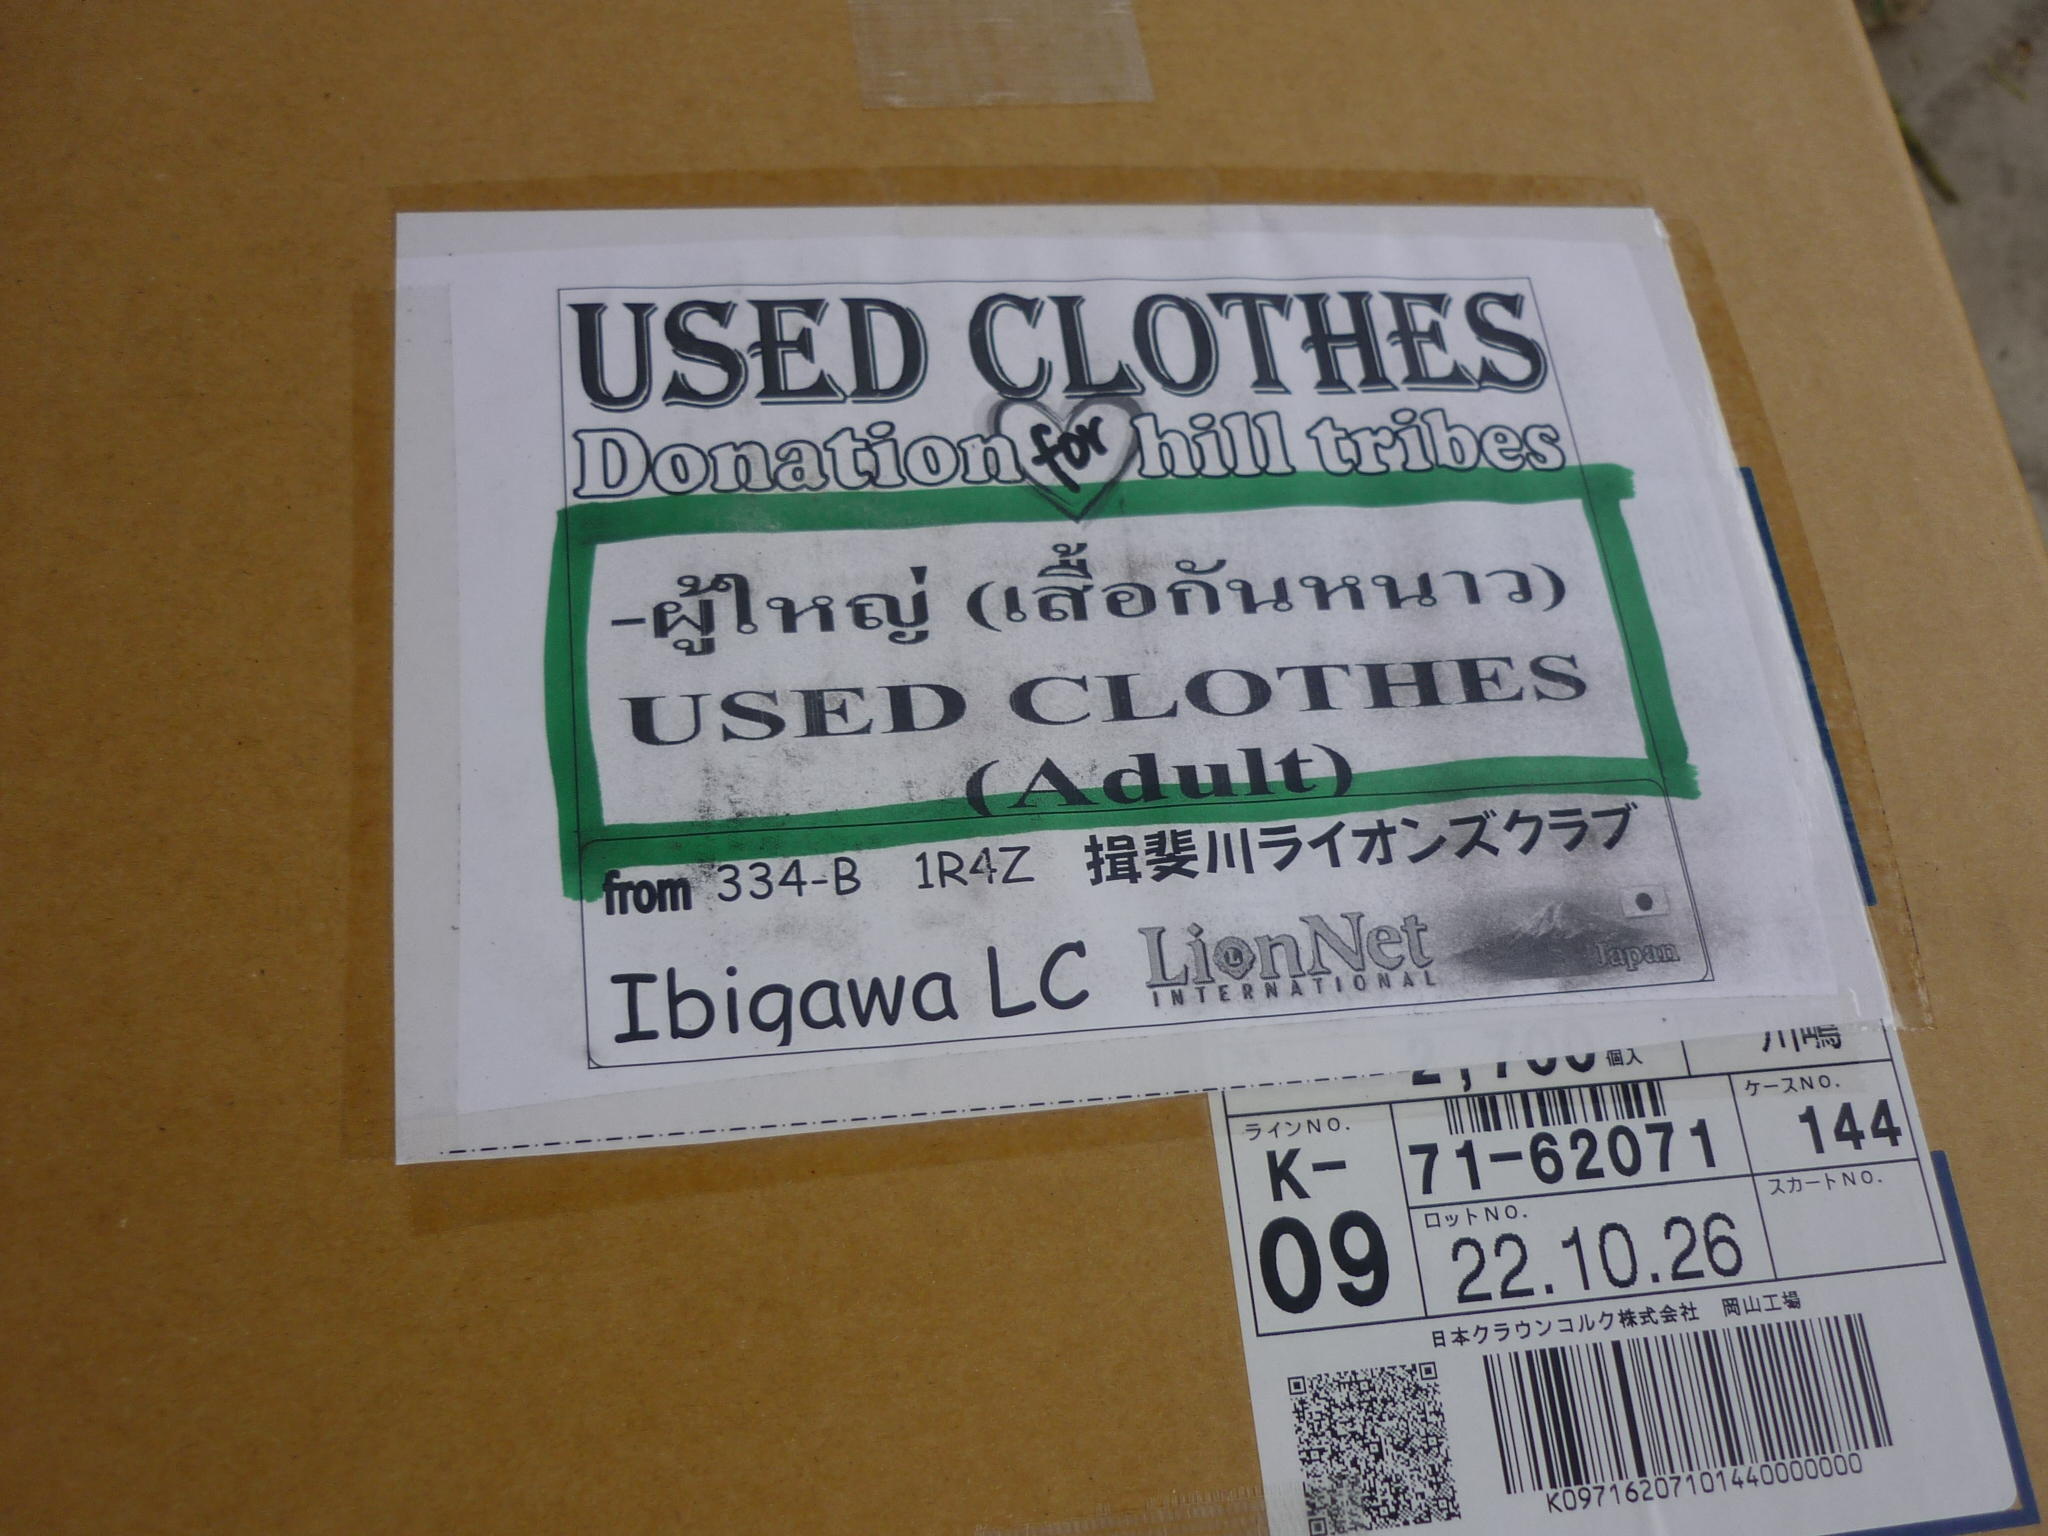 USED CLOTHES
Donation for hill tribes
-ผู้ใหญ่ (เสื้อกันหนาว)
USED CLOTHES
(Adult)
from 334-B 1R4Z 揖斐川ライオンズクラブ
Ibigawa LC LionNet Japan
INTERNATIONAL
個入 川嶋
ラインNO. ケースNO.
K- 71-62071 144
ロットNO. スカートNO.
09 22.10.26
日本クラウンコルク株式会社 岡山工場
K097162071014400000000